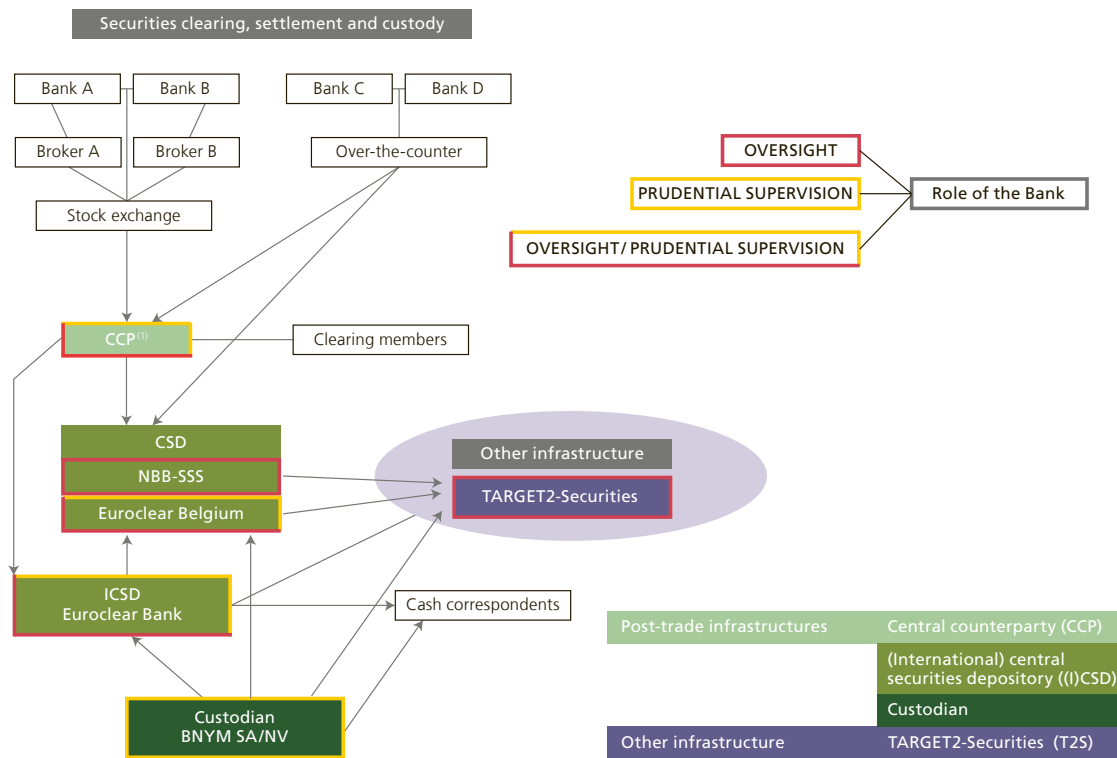 Securities clearing, settlement and custody
Bank A
Bank B
Bank C
Bank D
Broker A
Broker B
Over-the-counter
Stock exchange
OVERSIGHT
PRUDENTIAL SUPERVISION
Role of the Bank
OVERSIGHT / PRUDENTIAL SUPERVISION
CCP (1)
Clearing members
CSD
NBB-SSS
Euroclear Belgium
Other infrastructure
TARGET2-Securities
ICSD
Euroclear Bank
Cash correspondents
Custodian
BNYM SA/NV
Post-trade infrastructures
Central counterparty (CCP)
(International) central
securities depository ((I)CSD)
Custodian
Other infrastructure
TARGET2-Securities (T2S)